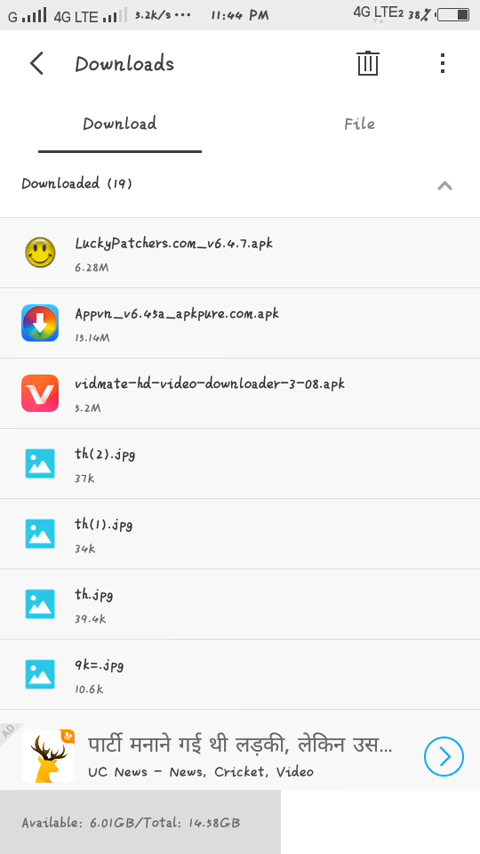 G 4G LTE 5.2k/s ... 11:44 PM 4G LTE2 38%
Downloads
Download File
Downloaded (19)
LuckyPatchers.com_v6.4.7.apk
6.28M
Appvn_v6.45a_apkpure.com.apk
15.14M
vidmate-hd-video-downloader-3-08.apk
5.2M
th(2).jpg
37k
th(1).jpg
34k
th.jpg
39.4k
9k=.jpg
10.6k
AD
पार्टी मनाने गई थी लड़की, लेकिन उस...
UC News - News, Cricket, Video
Available: 6.01GB/Total: 14.58GB